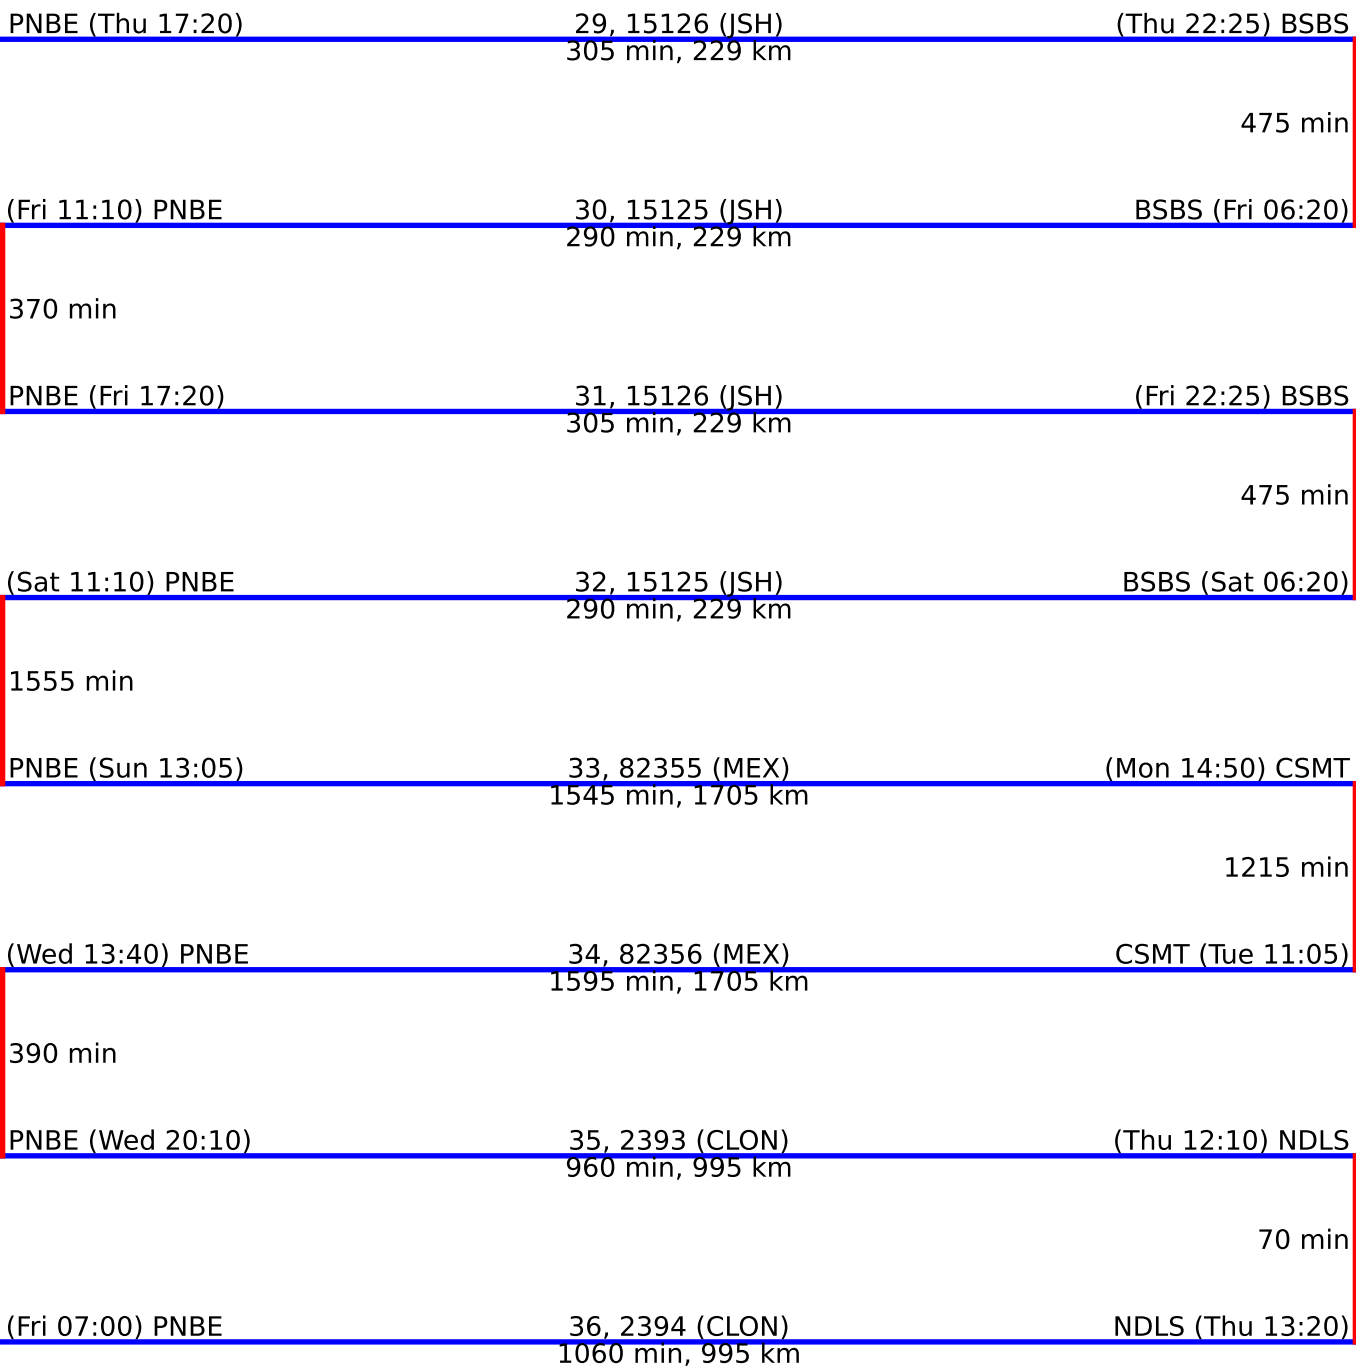 PNBE (Thu 17:20) 29, 15126 (JSH) (Thu 22:25) BSBS
305 min, 229 km
475 min
(Fri 11:10) PNBE 30, 15125 (JSH) BSBS (Fri 06:20)
290 min, 229 km
370 min
PNBE (Fri 17:20) 31, 15126 (JSH) (Fri 22:25) BSBS
305 min, 229 km
475 min
(Sat 11:10) PNBE 32, 15125 (JSH) BSBS (Sat 06:20)
290 min, 229 km
1555 min
PNBE (Sun 13:05) 33, 82355 (MEX) (Mon 14:50) CSMT
1545 min, 1705 km
1215 min
(Wed 13:40) PNBE 34, 82356 (MEX) CSMT (Tue 11:05)
1595 min, 1705 km
390 min
PNBE (Wed 20:10) 35, 2393 (CLON) (Thu 12:10) NDLS
960 min, 995 km
70 min
(Fri 07:00) PNBE 36, 2394 (CLON) NDLS (Thu 13:20)
1060 min, 995 km